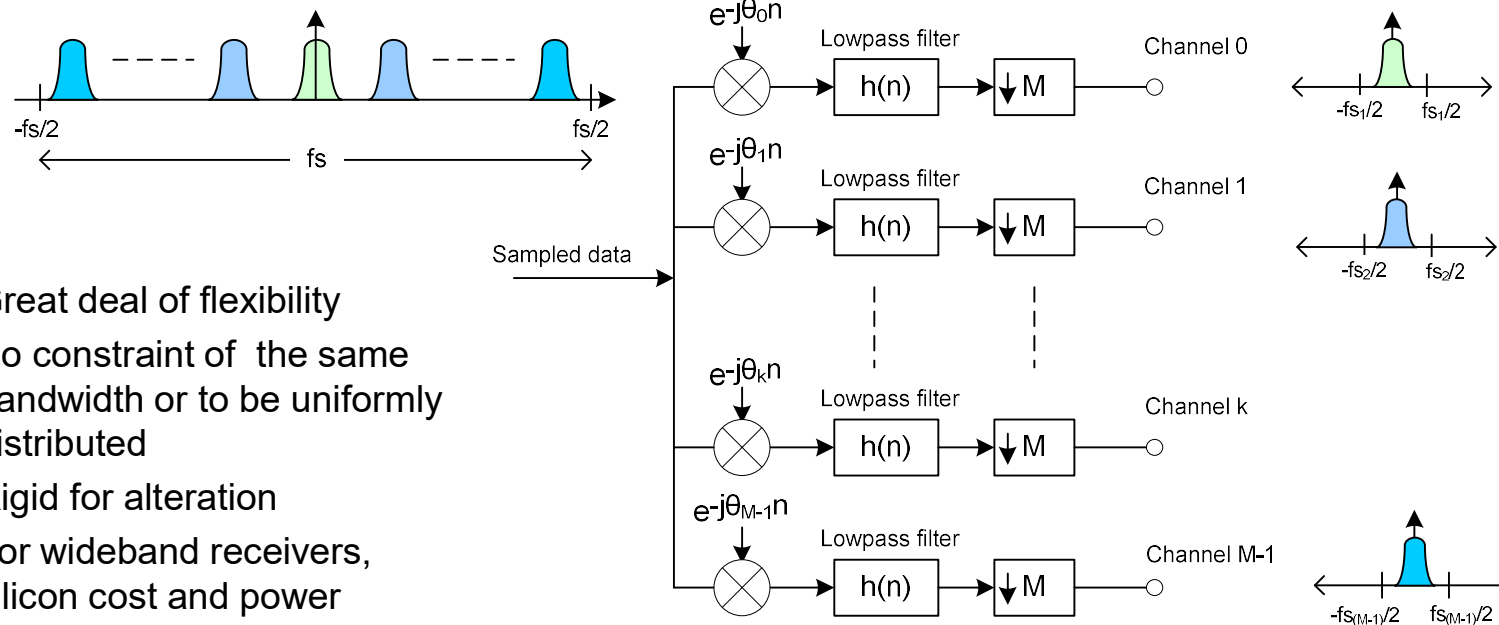 -fs/2
fs/2
fs
reat deal of flexibility
o constraint of the same
andwidth or to be uniformly
istributed
igid for alteration
or wideband receivers,
ilicon cost and power
Sampled data
e-jθ0n
Lowpass filter
h(n)
M
Channel 0
-fs1/2
fs1/2
e-jθ1n
Lowpass filter
h(n)
M
Channel 1
-fs2/2
fs2/2
e-jθkn
Lowpass filter
h(n)
M
Channel k
e-jθM-1n
Lowpass filter
h(n)
M
Channel M-1
-fs(M-1)/2
fs(M-1)/2